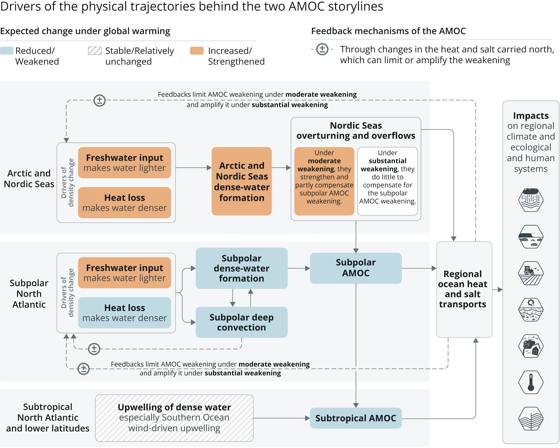 Drivers of the physical trajectories behind the two AMOC storylines
Expected change under global warming
Reduced/
Weakened
Stable/Relatively
unchanged
Increased/
Strengthened
Feedback mechanisms of the AMOC
Through changes in the heat and salt carried north,
which can limit or amplify the weakening
Feedbacks limit AMOC weakening under moderate weakening
and amplify it under substantial weakening
Arctic and
Nordic Seas
Drivers of
density change
Freshwater input
makes water lighter
Heat loss
makes water denser
Arctic and
Nordic Seas
dense-water
formation
Nordic Seas
overturning and overflows
Under
moderate
weakening, they
strengthen and
partly compensate
subpolar AMOC
weakening.
Under
substantial
weakening, they
do little to
compensate for
the subpolar
AMOC weakening.
Impacts
on regional
climate and
ecological
and human
systems
Subpolar
North
Atlantic
Drivers of
density change
Freshwater input
makes water lighter
Heat loss
makes water denser
Subpolar
dense-water
formation
Subpolar deep
convection
Subpolar
AMOC
Regional
ocean heat
and salt
transports
Feedbacks limit AMOC weakening under moderate weakening
and amplify it under substantial weakening
Subtropical
North Atlantic
and lower latitudes
Upwelling of dense water
especially Southern Ocean
wind-driven upwelling
Subtropical AMOC